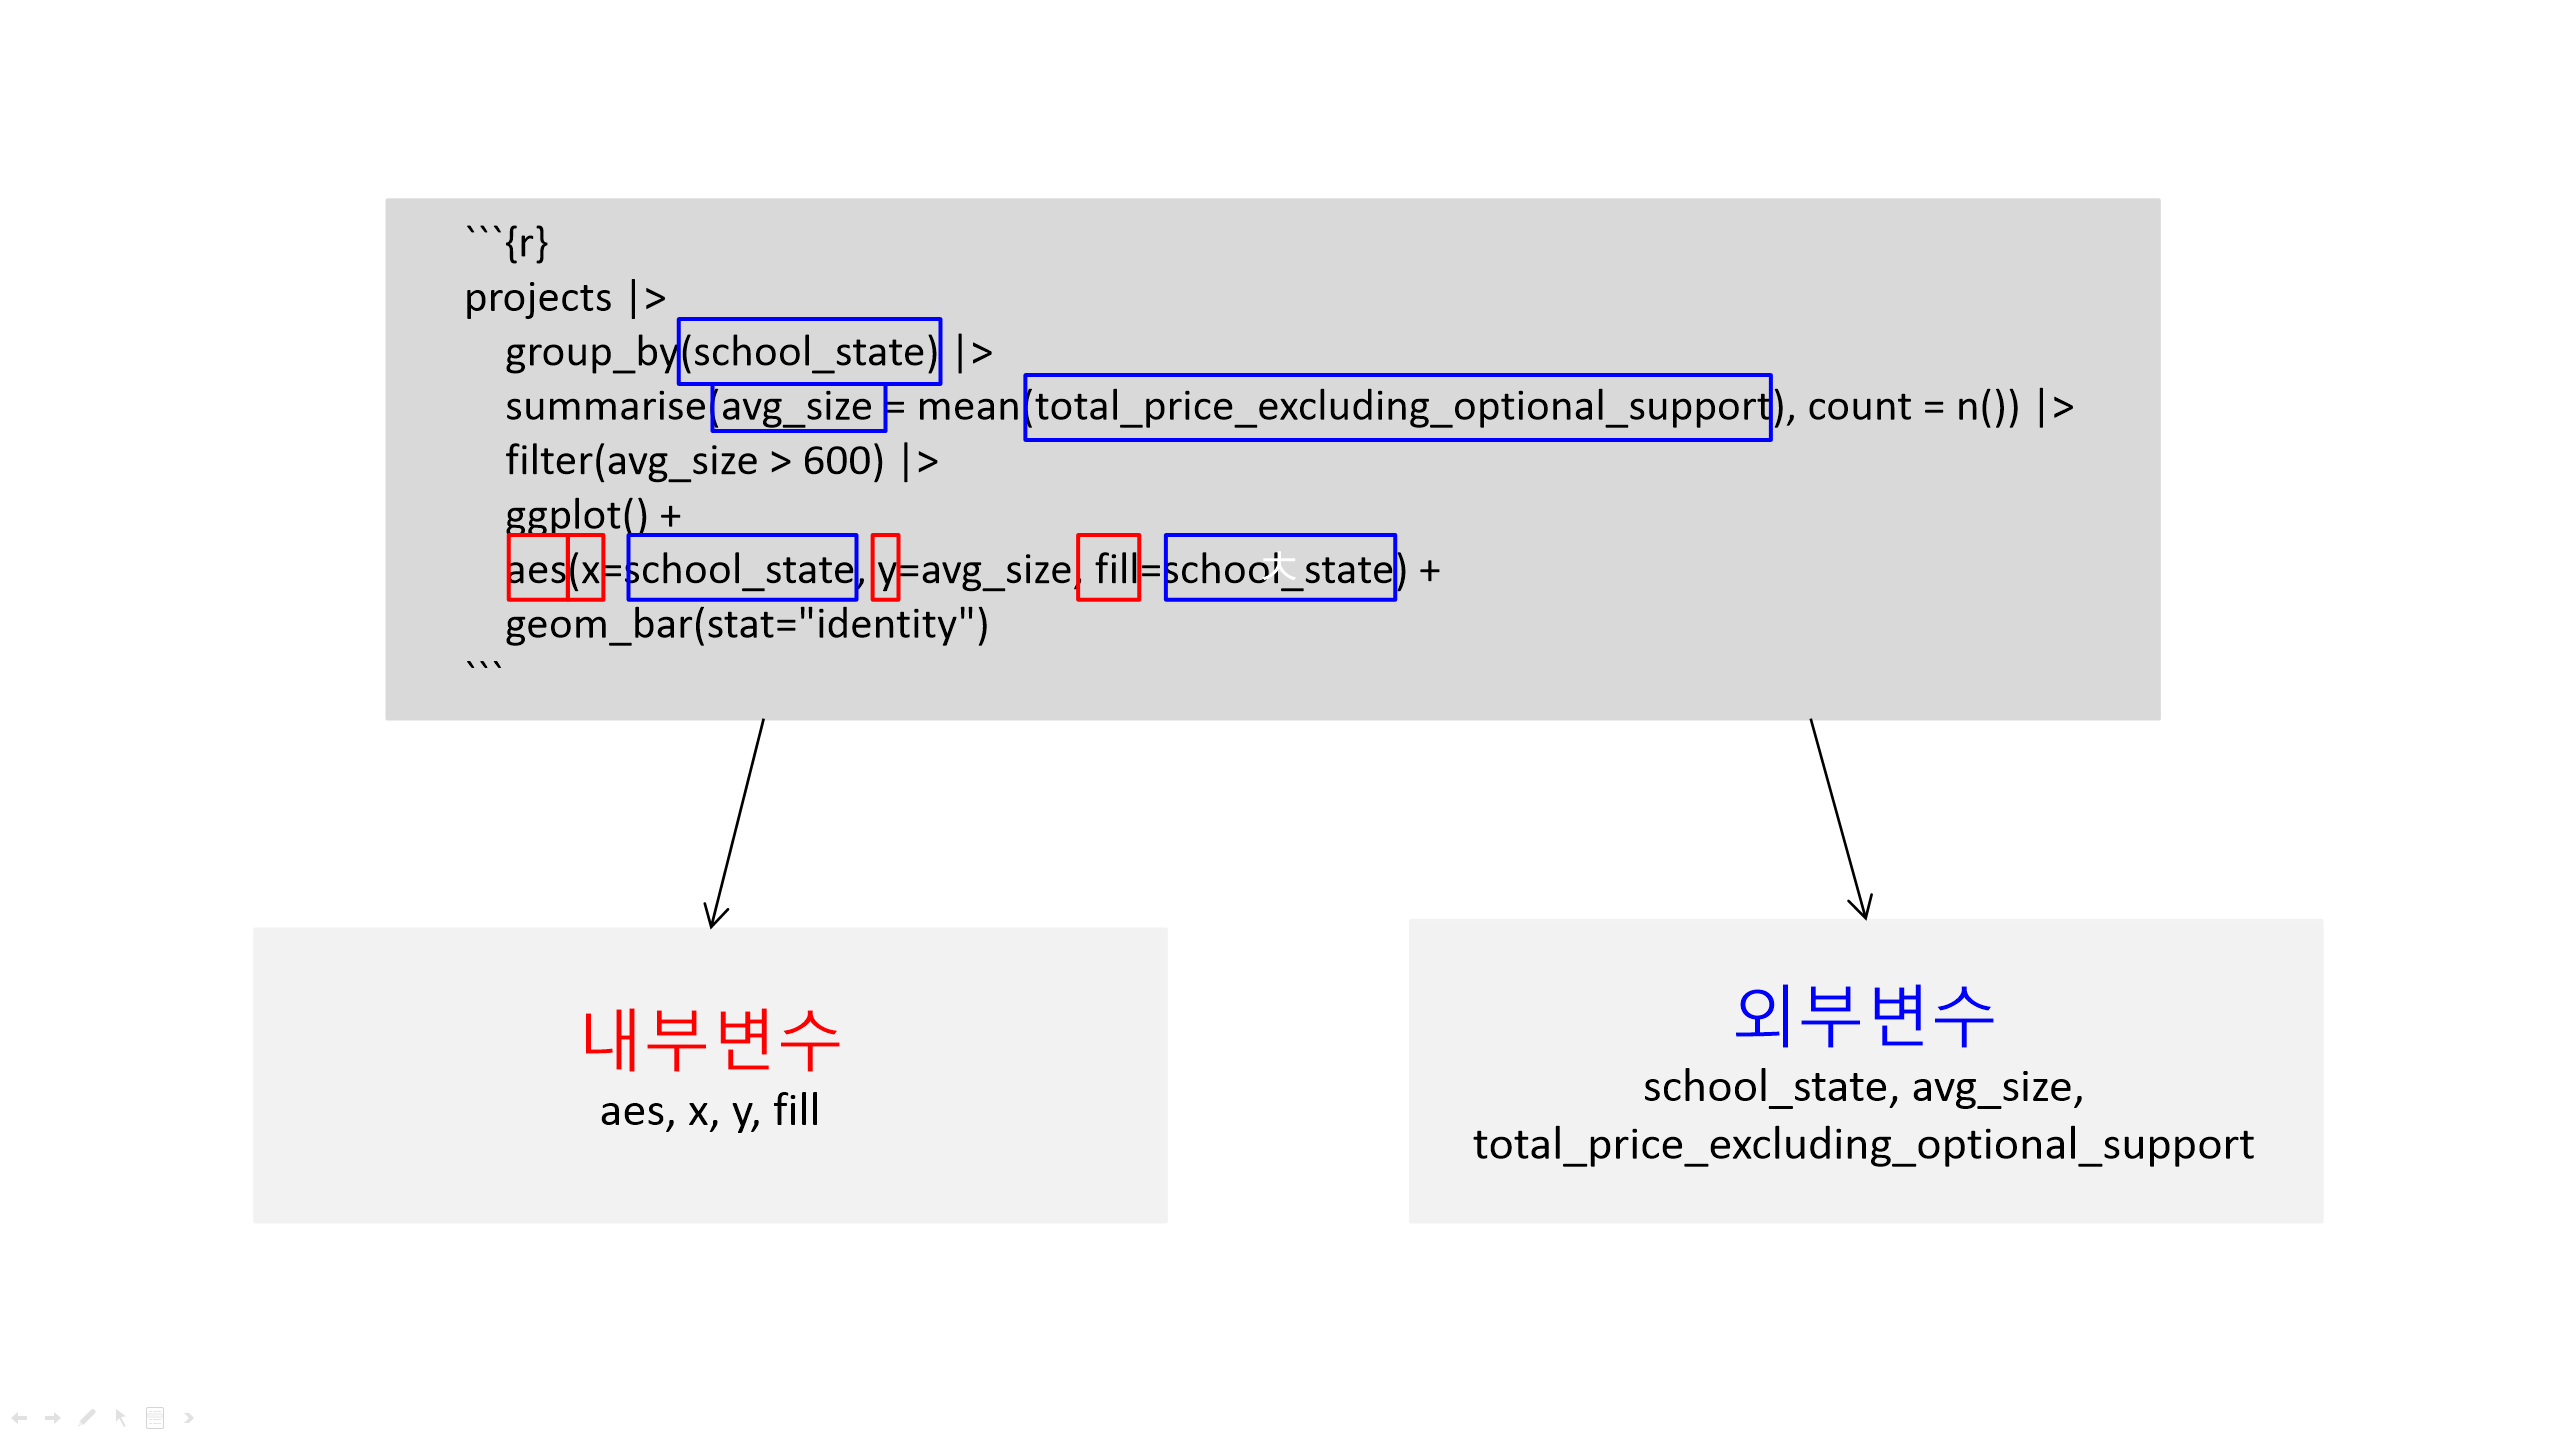 ```{r}
projects |>
group_by(school_state) |>
summarise(avg_size = mean(total_price_excluding_optional_support), count = n()) |>
filter(avg_size > 600) |>
ggplot() +
aes(x=school_state, y=avg_size, fill=school_state) +
geom_bar(stat="identity")
```
내부변수
aes, x, y, fill
외부변수
school_state, avg_size,
total_price_excluding_optional_support